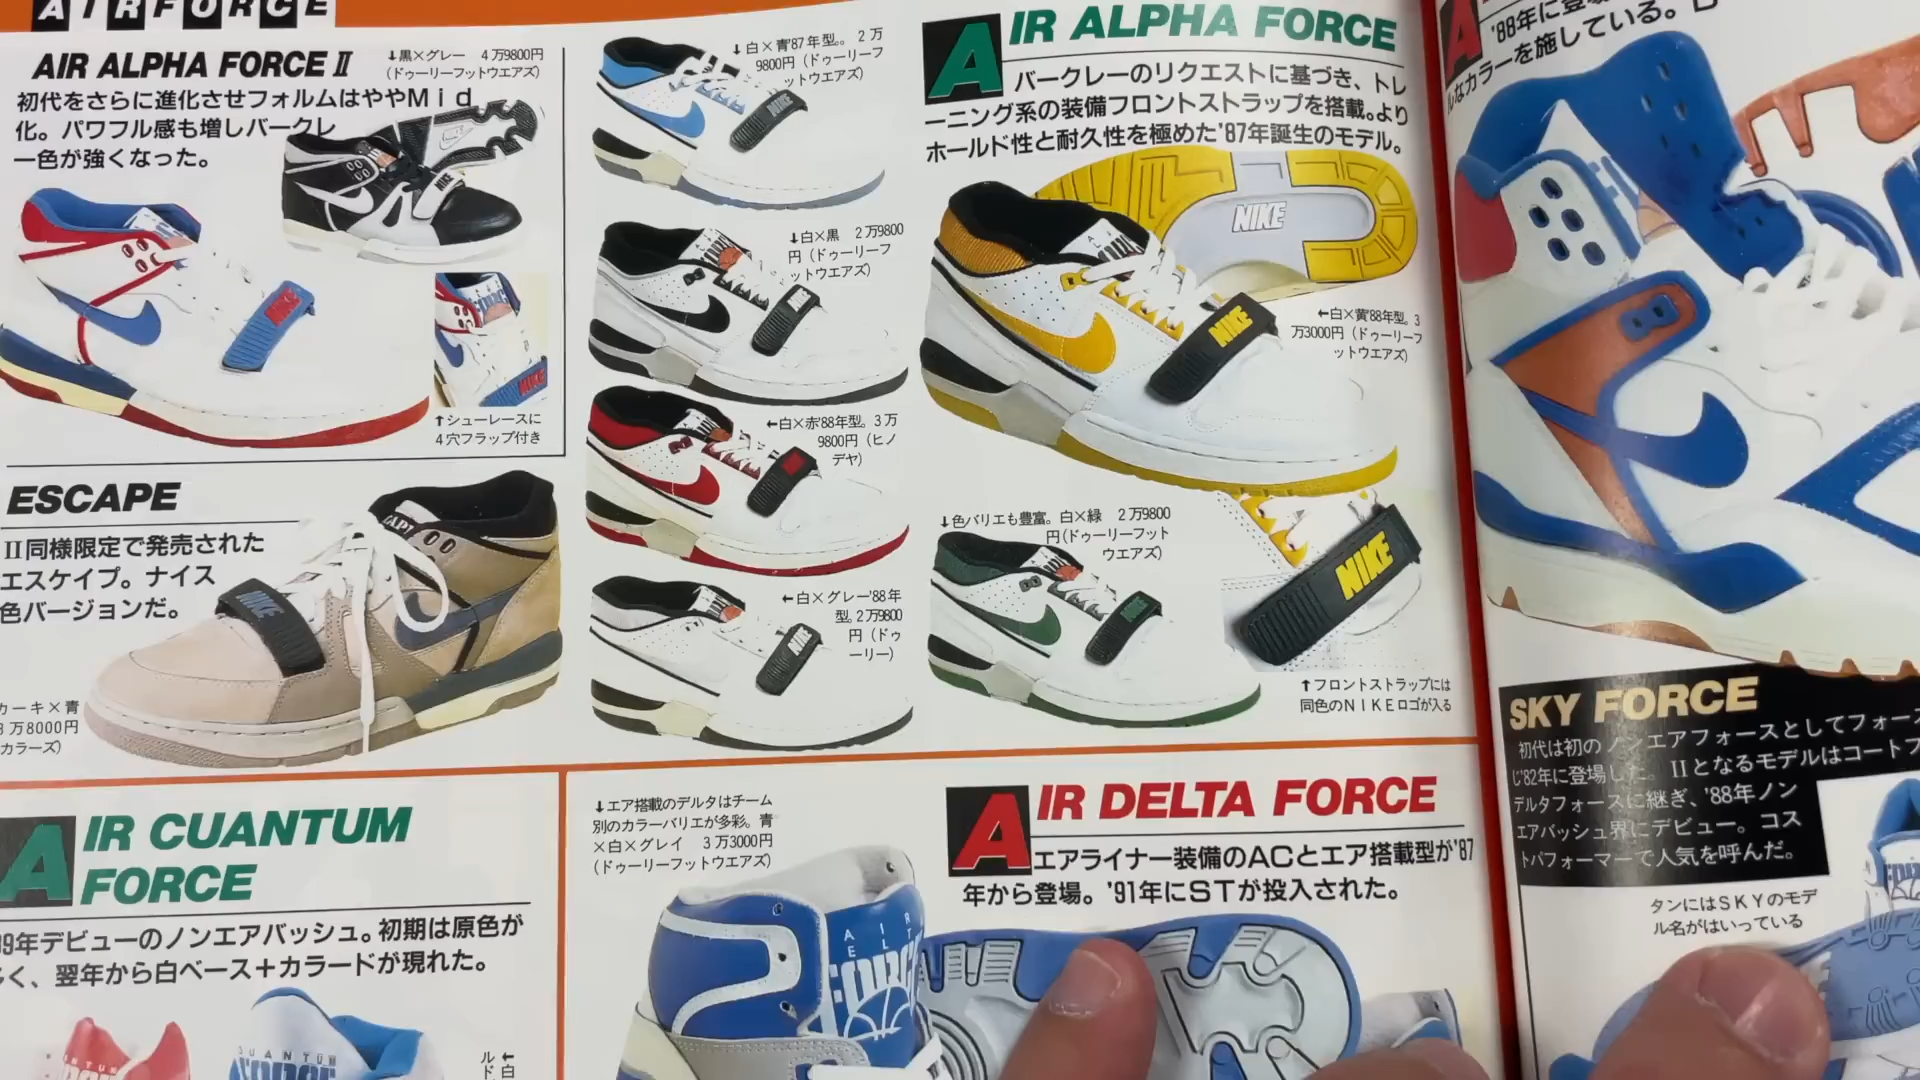 AIRFORCE
AIR ALPHA FORCE II
↓黒×グレー 4万9800円
(ドゥーリーフットウエアズ)
初代をさらに進化させフォルムはややMid
化。パワフル感も増しバークレ
一色が強くなった。
NIKE
NIKE
NIKE
↑シューレースに
4穴フラップ付き
ESCAPE
II同様限定で発売された
エスケイプ。ナイス
色バージョンだ。
NIKE
カーキ×青
万8000円
カラーズ)
↓白×青'87年型。2万
9800円(ドゥーリーフ
ットウエアズ)
NIKE
↓白×黒 2万9800
円(ドゥーリーフ
ットウエアズ)
NIKE
←白×赤'88年型。3万
9800円(ヒノ
デヤ)
←白×グレー'88年
型。2万9800
円(ドゥ
ーリー)
NIKE
AIR ALPHA FORCE
バークレーのリクエストに基づき、トレ
ーニング系の装備フロントストラップを搭載。より
ホールド性と耐久性を極めた'87年誕生のモデル。
NIKE
NIKE
←白×黄'88年型。3
万3000円(ドゥーリーフ
ットウエアズ)
↓色バリエも豊富。白×緑 2万9800
円(ドゥーリーフット
ウエアズ)
NIKE
NIKE
↑フロントストラップには
同色のNIKEロゴが入る
AIR CUANTUM
FORCE
9年デビューのノンエアバッシュ。初期は原色が
く、翌年から白ベース+カラードが現れた。
↓エア搭載のデルタはチーム
別のカラーバリエが多彩。青
×白×グレイ 3万3000円
(ドゥーリーフットウエアズ)
AIR DELTA FORCE
エアライナー装備のACとエア搭載型が'87
年から登場。'91年にSTが投入された。
FORCE
←白
ルド
A
'88年に登
なカラーを施している。
SKY FORCE
初代は初のノンエアフォースとしてフォー
じ'82年に登場した。IIとなるモデルはコート
デルタフォースに継ぎ、'88年ノン
エアバッシュ界にデビュー。コス
トパフォーマーで人気を呼んだ。
タンにはSKYのモデ
ル名がはいっている